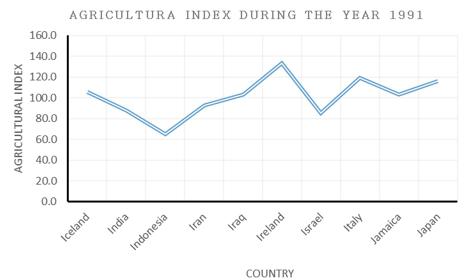 AGRICULTURA INDEX DURING THE YEAR 1991
160.0
140.0
120.0
100.0
80.0
60.0
40.0
20.0
0.0
AGRICULTURAL INDEX
Iceland
India
Indonesia
Iran
Iraq
Ireland
Israel
Italy
Jamaica
Japan
COUNTRY